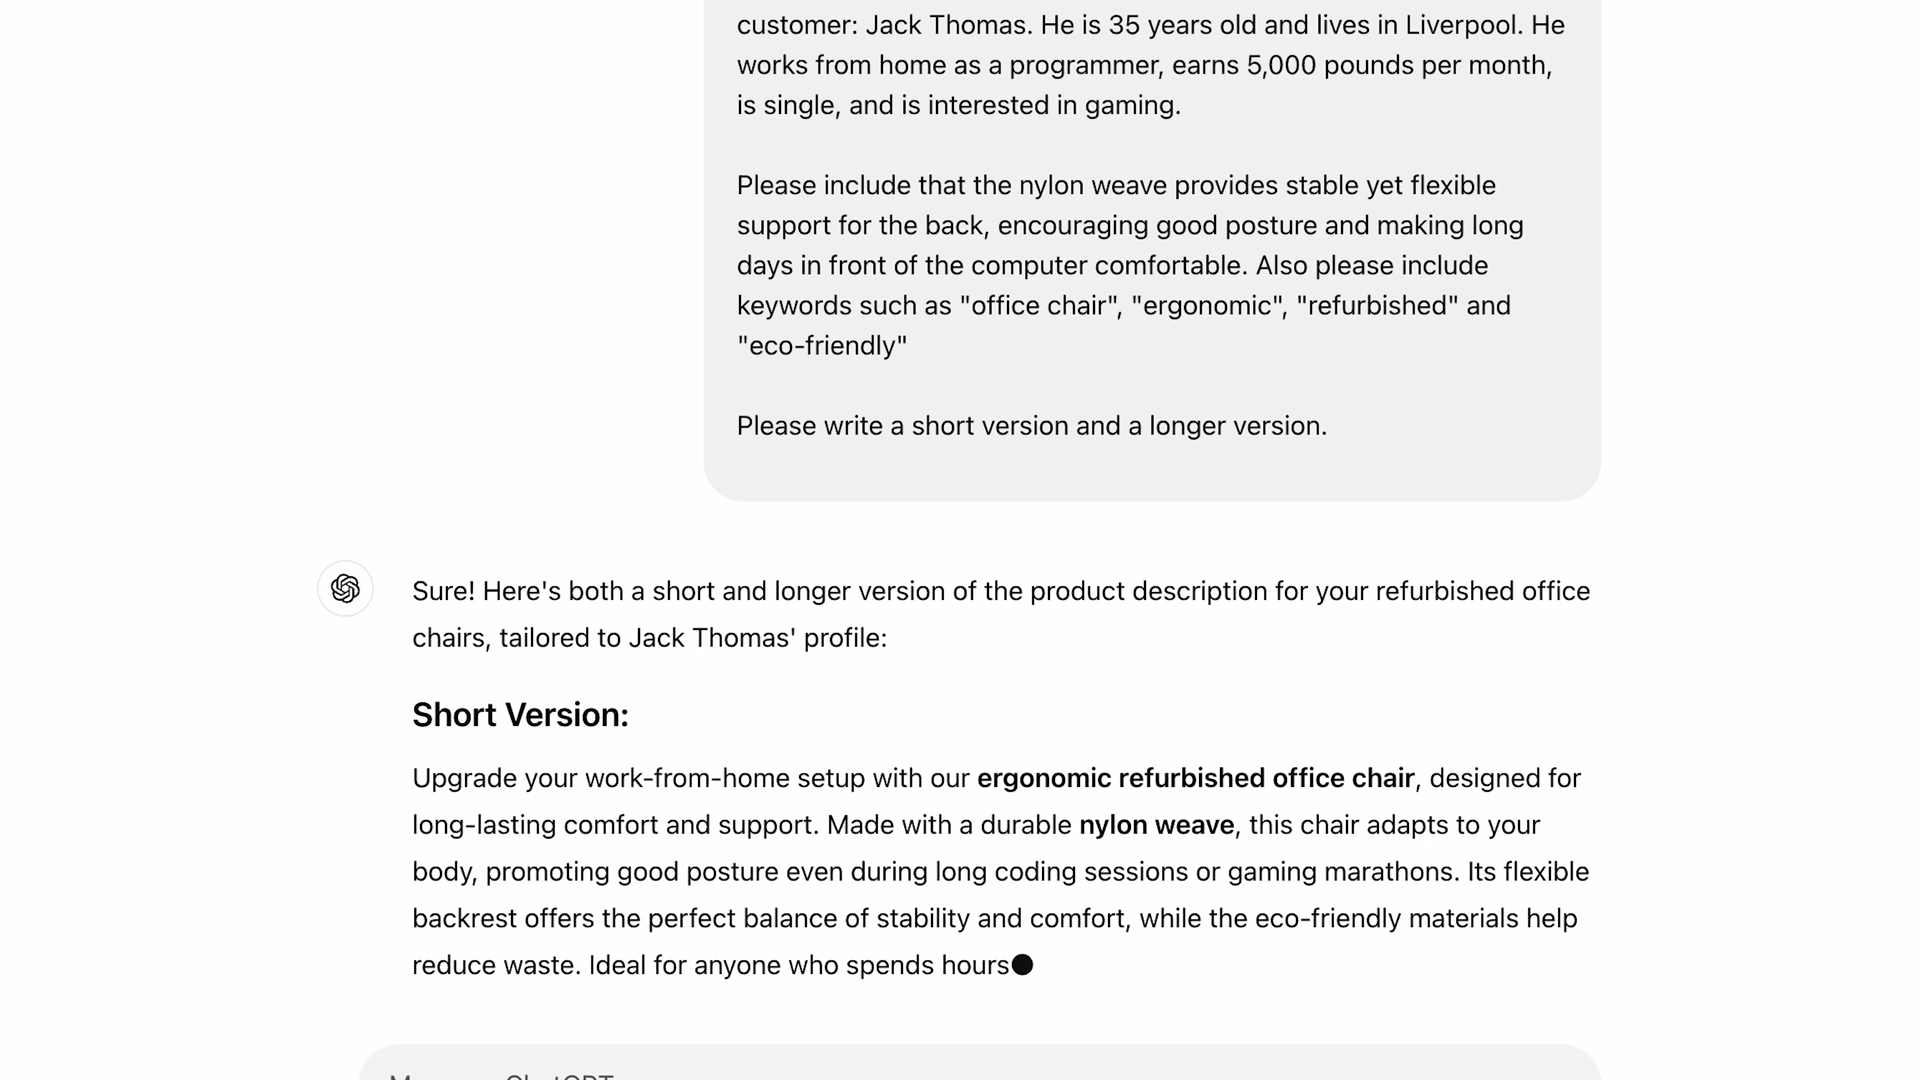 customer: Jack Thomas. He is 35 years old and lives in Liverpool. He
works from home as a programmer, earns 5,000 pounds per month,
is single, and is interested in gaming.
Please include that the nylon weave provides stable yet flexible
support for the back, encouraging good posture and making long
days in front of the computer comfortable. Also please include
keywords such as "office chair", "ergonomic", "refurbished" and
"eco-friendly"
Please write a short version and a longer version.
Sure! Here's both a short and longer version of the product description for your refurbished office
chairs, tailored to Jack Thomas' profile:
Short Version:
Upgrade your work-from-home setup with our ergonomic refurbished office chair, designed for
long-lasting comfort and support. Made with a durable nylon weave, this chair adapts to your
body, promoting good posture even during long coding sessions or gaming marathons. Its flexible
backrest offers the perfect balance of stability and comfort, while the eco-friendly materials help
reduce waste. Ideal for anyone who spends hours